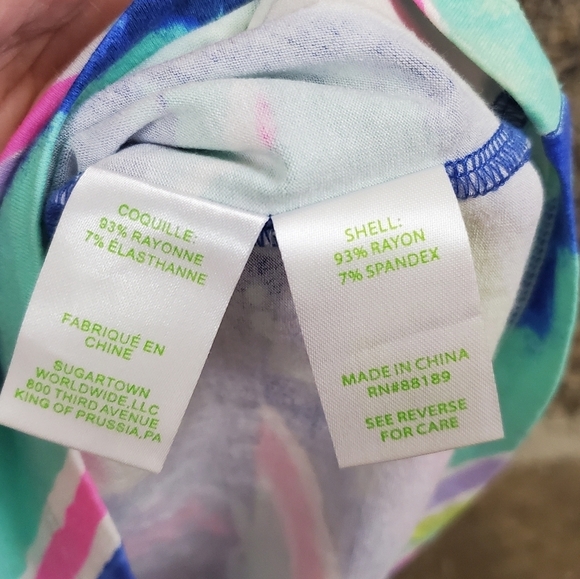 COQUILLE:
93% RAYONNE
7% ÉLASTHANNE
FABRIQUÉ EN
CHINE
SUGARTOWN
WORLDWIDE, LLC
800 THIRD AVENUE
KING OF PRUSSIA, PA
SHELL:
93% RAYON
7% SPANDEX
MADE IN CHINA
RN#88189
SEE REVERSE
FOR CARE